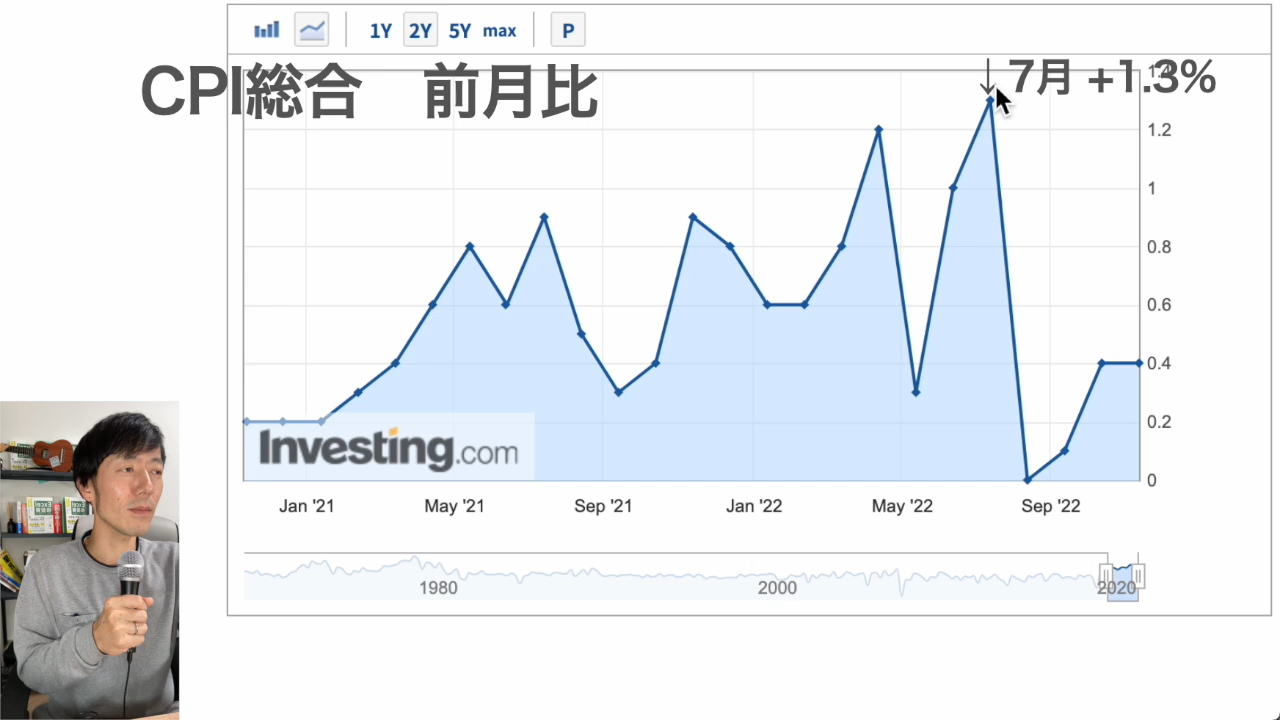 1Y 2Y 5Y max P
CPI総合 前月比
↓7月 +1.3%
1.2
1
0.8
0.6
0.4
0.2
0
Investing.com
Jan '21 May '21 Sep '21 Jan '22 May '22 Sep '22
1980 2000 2020